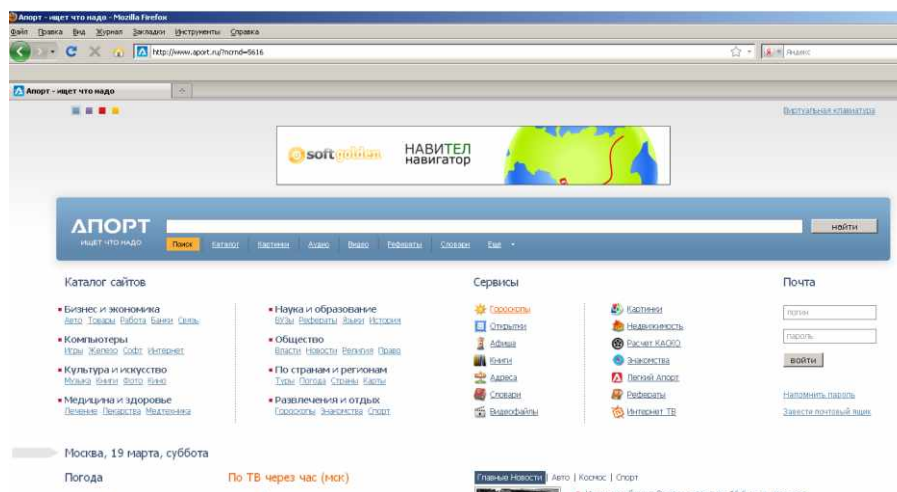 Апорт - ищет что надо - Mozilla Firefox
Файл Правка Вид Журнал Закладки Инструменты Справка
http://www.aport.ru/?ncrnd=5616
Яндекс
Апорт - ищет что надо
Виртуальная клавиатура
softgolden НАВИТЕЛ навигатор
АПОРТ
ИЩЕТ ЧТО НАДО
найти
Поиск Каталог Картинки Аудио Видео Рефераты Словари Еще
Каталог сайтов
Бизнес и экономика
Авто Товары Работа Банки Связь
Компьютеры
Игры Железо Софт Интернет
Культура и искусство
Музыка Книги Фото Кино
Медицина и здоровье
Лечение Лекарства Медтехника
Наука и образование
ВУЗы Рефераты Языки История
Общество
Власти Новости Религия Право
По странам и регионам
Туры Погода Страны Карты
Развлечения и отдых
Гороскопы Знакомства Спорт
Сервисы
Гороскопы
Открытки
Афиша
Книги
Адреса
Словари
Видеофайлы
Картинки
Недвижимость
Расчет КАСКО
Знакомства
Легкий Апорт
Рефераты
Интернет ТВ
Почта
логин
пароль
войти
Напомнить пароль
Завести почтовый ящик
Москва, 19 марта, суббота
Погода
По ТВ через час (мск)
Главные Новости | Авто | Космос | Спорт